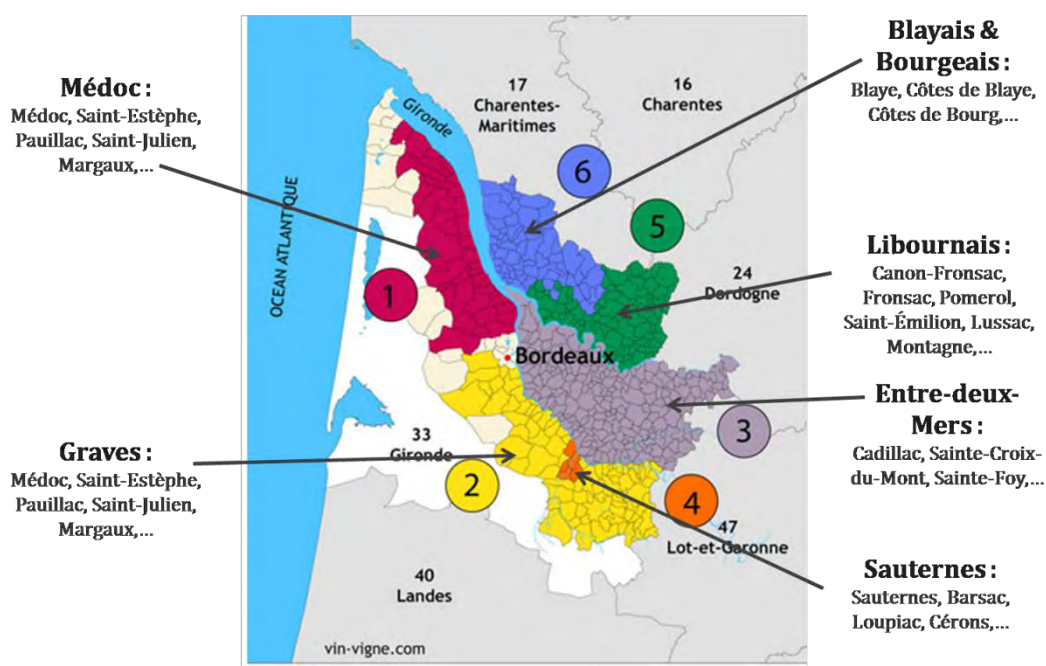 Médoc :
Médoc, Saint-Estèphe,
Pauillac, Saint-Julien,
Margaux,...
Graves :
Médoc, Saint-Estèphe,
Pauillac, Saint-Julien,
Margaux,...
OCEAN ATLANTIQUE
Gironde
17
Charentes-
Maritimes
16
Charentes
6
5
1
24
Dordogne
Bordeaux
3
33
Gironde
2
4
47
Lot-et-Garonne
40
Landes
vin-vigne.com
Blayais &
Bourgeais :
Blaye, Côtes de Blaye,
Côtes de Bourg,...
Libournais :
Canon-Fronsac,
Fronsac, Pomerol,
Saint-Émilion, Lussac,
Montagne,...
Entre-deux-
Mers :
Cadillac, Sainte-Croix-
du-Mont, Sainte-Foy,...
Sauternes :
Sauternes, Barsac,
Loupiac, Cérons,...